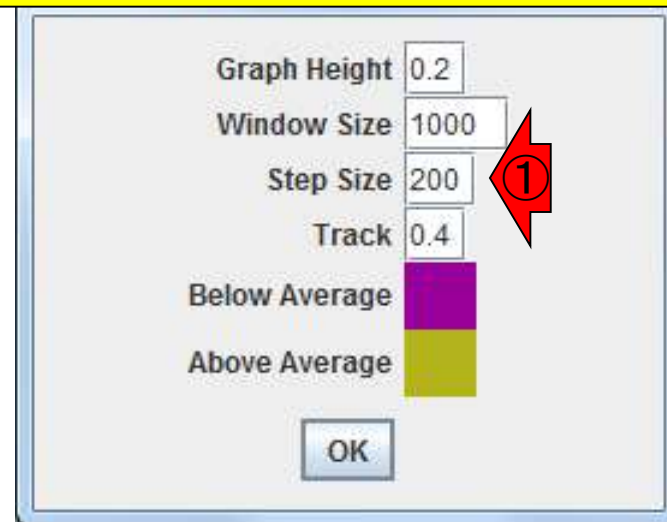 Graph Height 0.2
Window Size 1000
Step Size 200
①
Track 0.4
Below Average
Above Average
OK